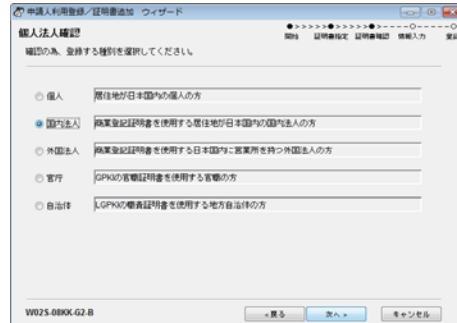 申請人利用登録／証明書追加 ウィザード
個人法人確認
確認の為、登録する種別を選択してください。
開始 証明書指定 証明書確認 情報入力
個人 居住地が日本国内の個人の方
国内法人 商業登記証明書を使用する居住地が日本国内の国内法人の方
外国法人 商業登記証明書を使用する日本国内に営業所を持つ外国法人の方
官庁 GPKIの官職証明書を使用する官職の方
自治体 LGPKIの職責証明書を使用する地方自治体の方
W02S-08KK-G2-B
<戻る 次へ> キャンセル